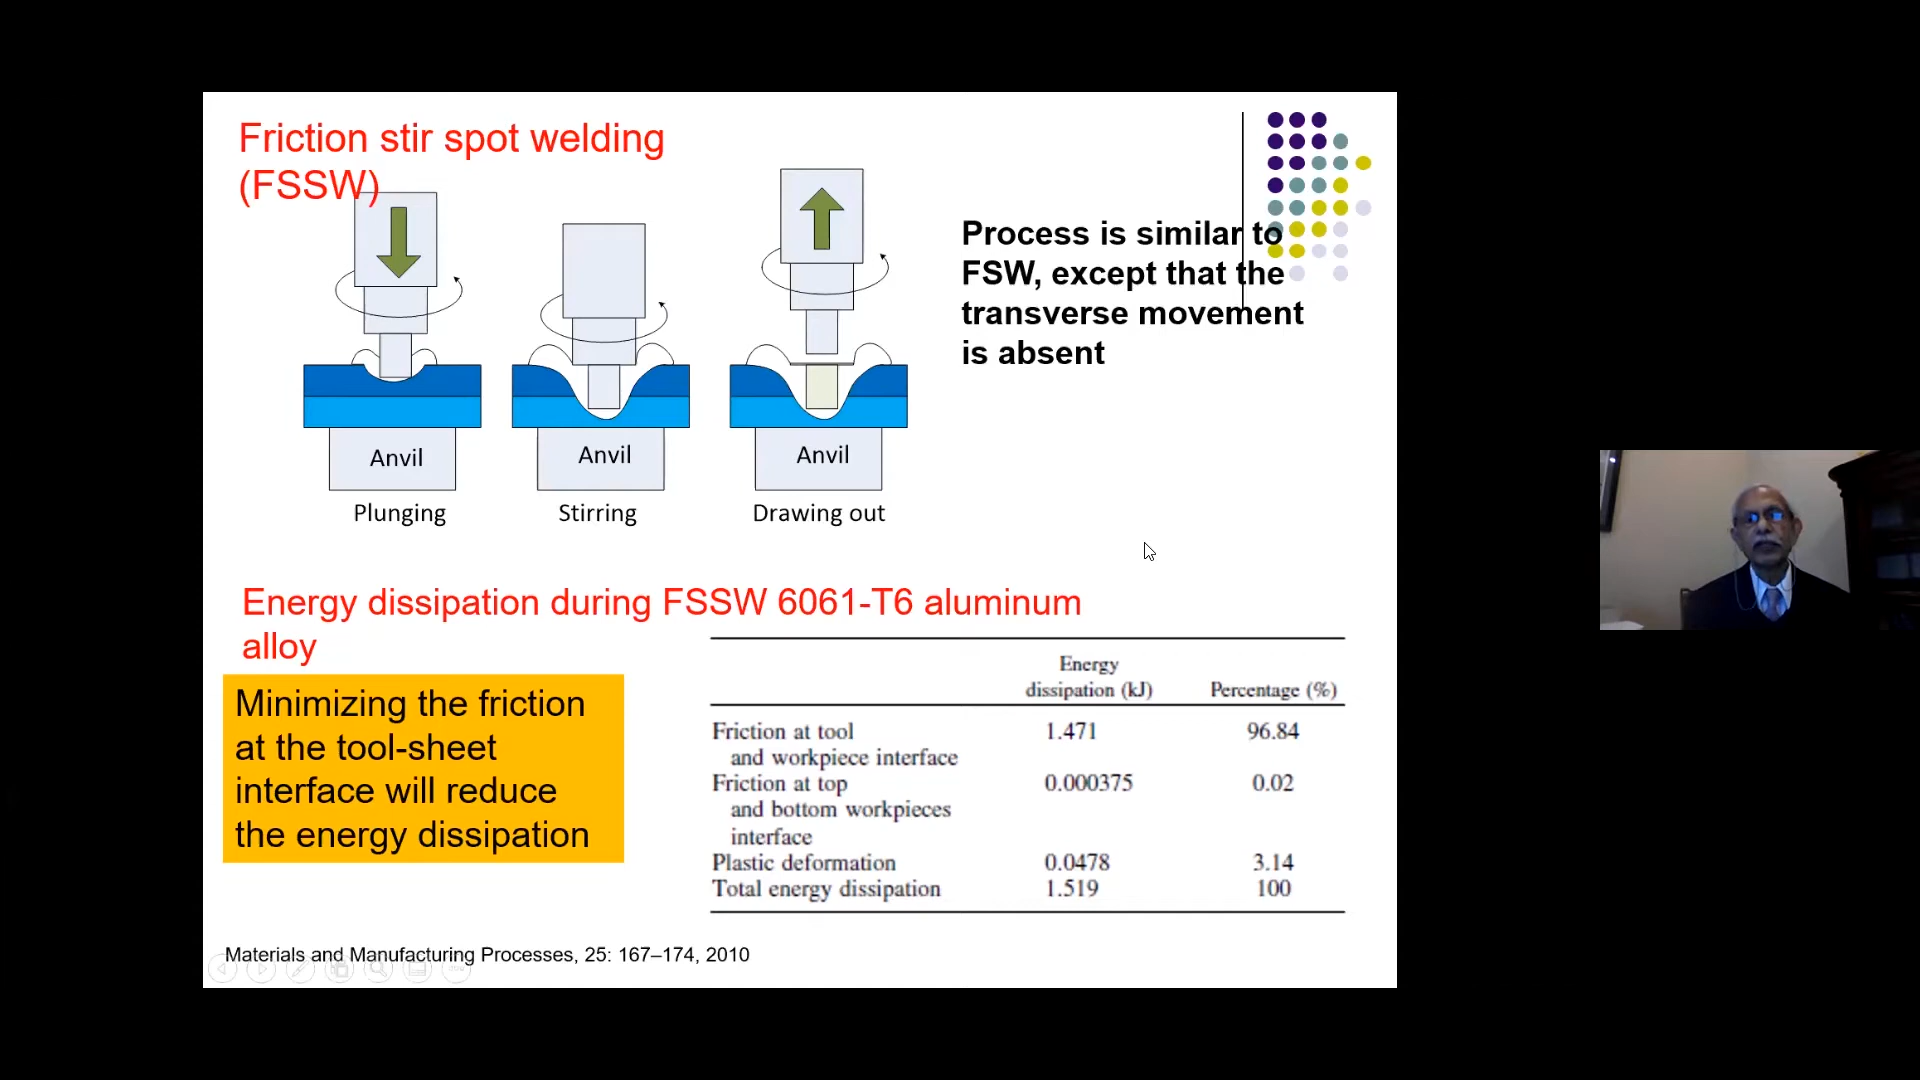 Friction stir spot welding
(FSSW)
Process is similar to
FSW, except that the
transverse movement
is absent
Anvil
Anvil
Anvil
Plunging
Stirring
Drawing out
Energy dissipation during FSSW 6061-T6 aluminum
alloy
Minimizing the friction
at the tool-sheet
interface will reduce
the energy dissipation
Energy
dissipation (kJ)
Percentage (%)
Friction at tool
and workpiece interface
1.471
96.84
Friction at top
and bottom workpieces
interface
0.000375
0.02
Plastic deformation
0.0478
3.14
Total energy dissipation
1.519
100
Materials and Manufacturing Processes, 25: 167–174, 2010